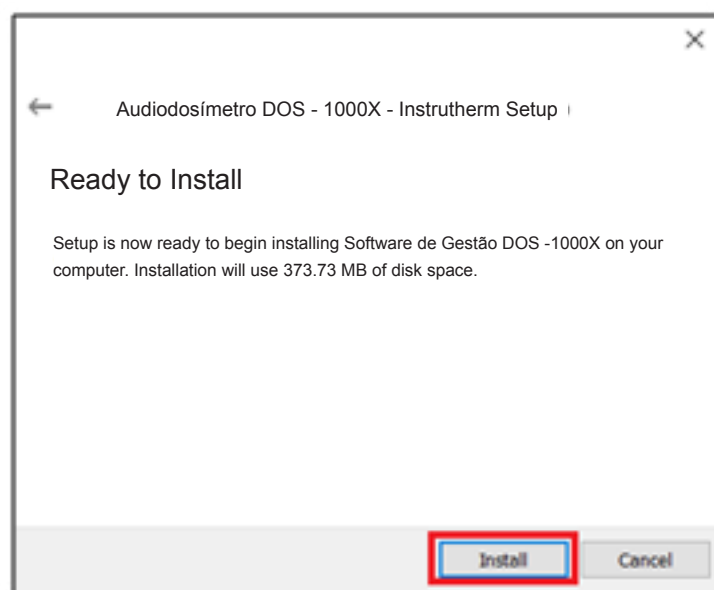 Audiodosímetro DOS - 1000X - Instrutherm Setup
Ready to Install
Setup is now ready to begin installing Software de Gestão DOS -1000X on your
computer. Installation will use 373.73 MB of disk space.
Install Cancel